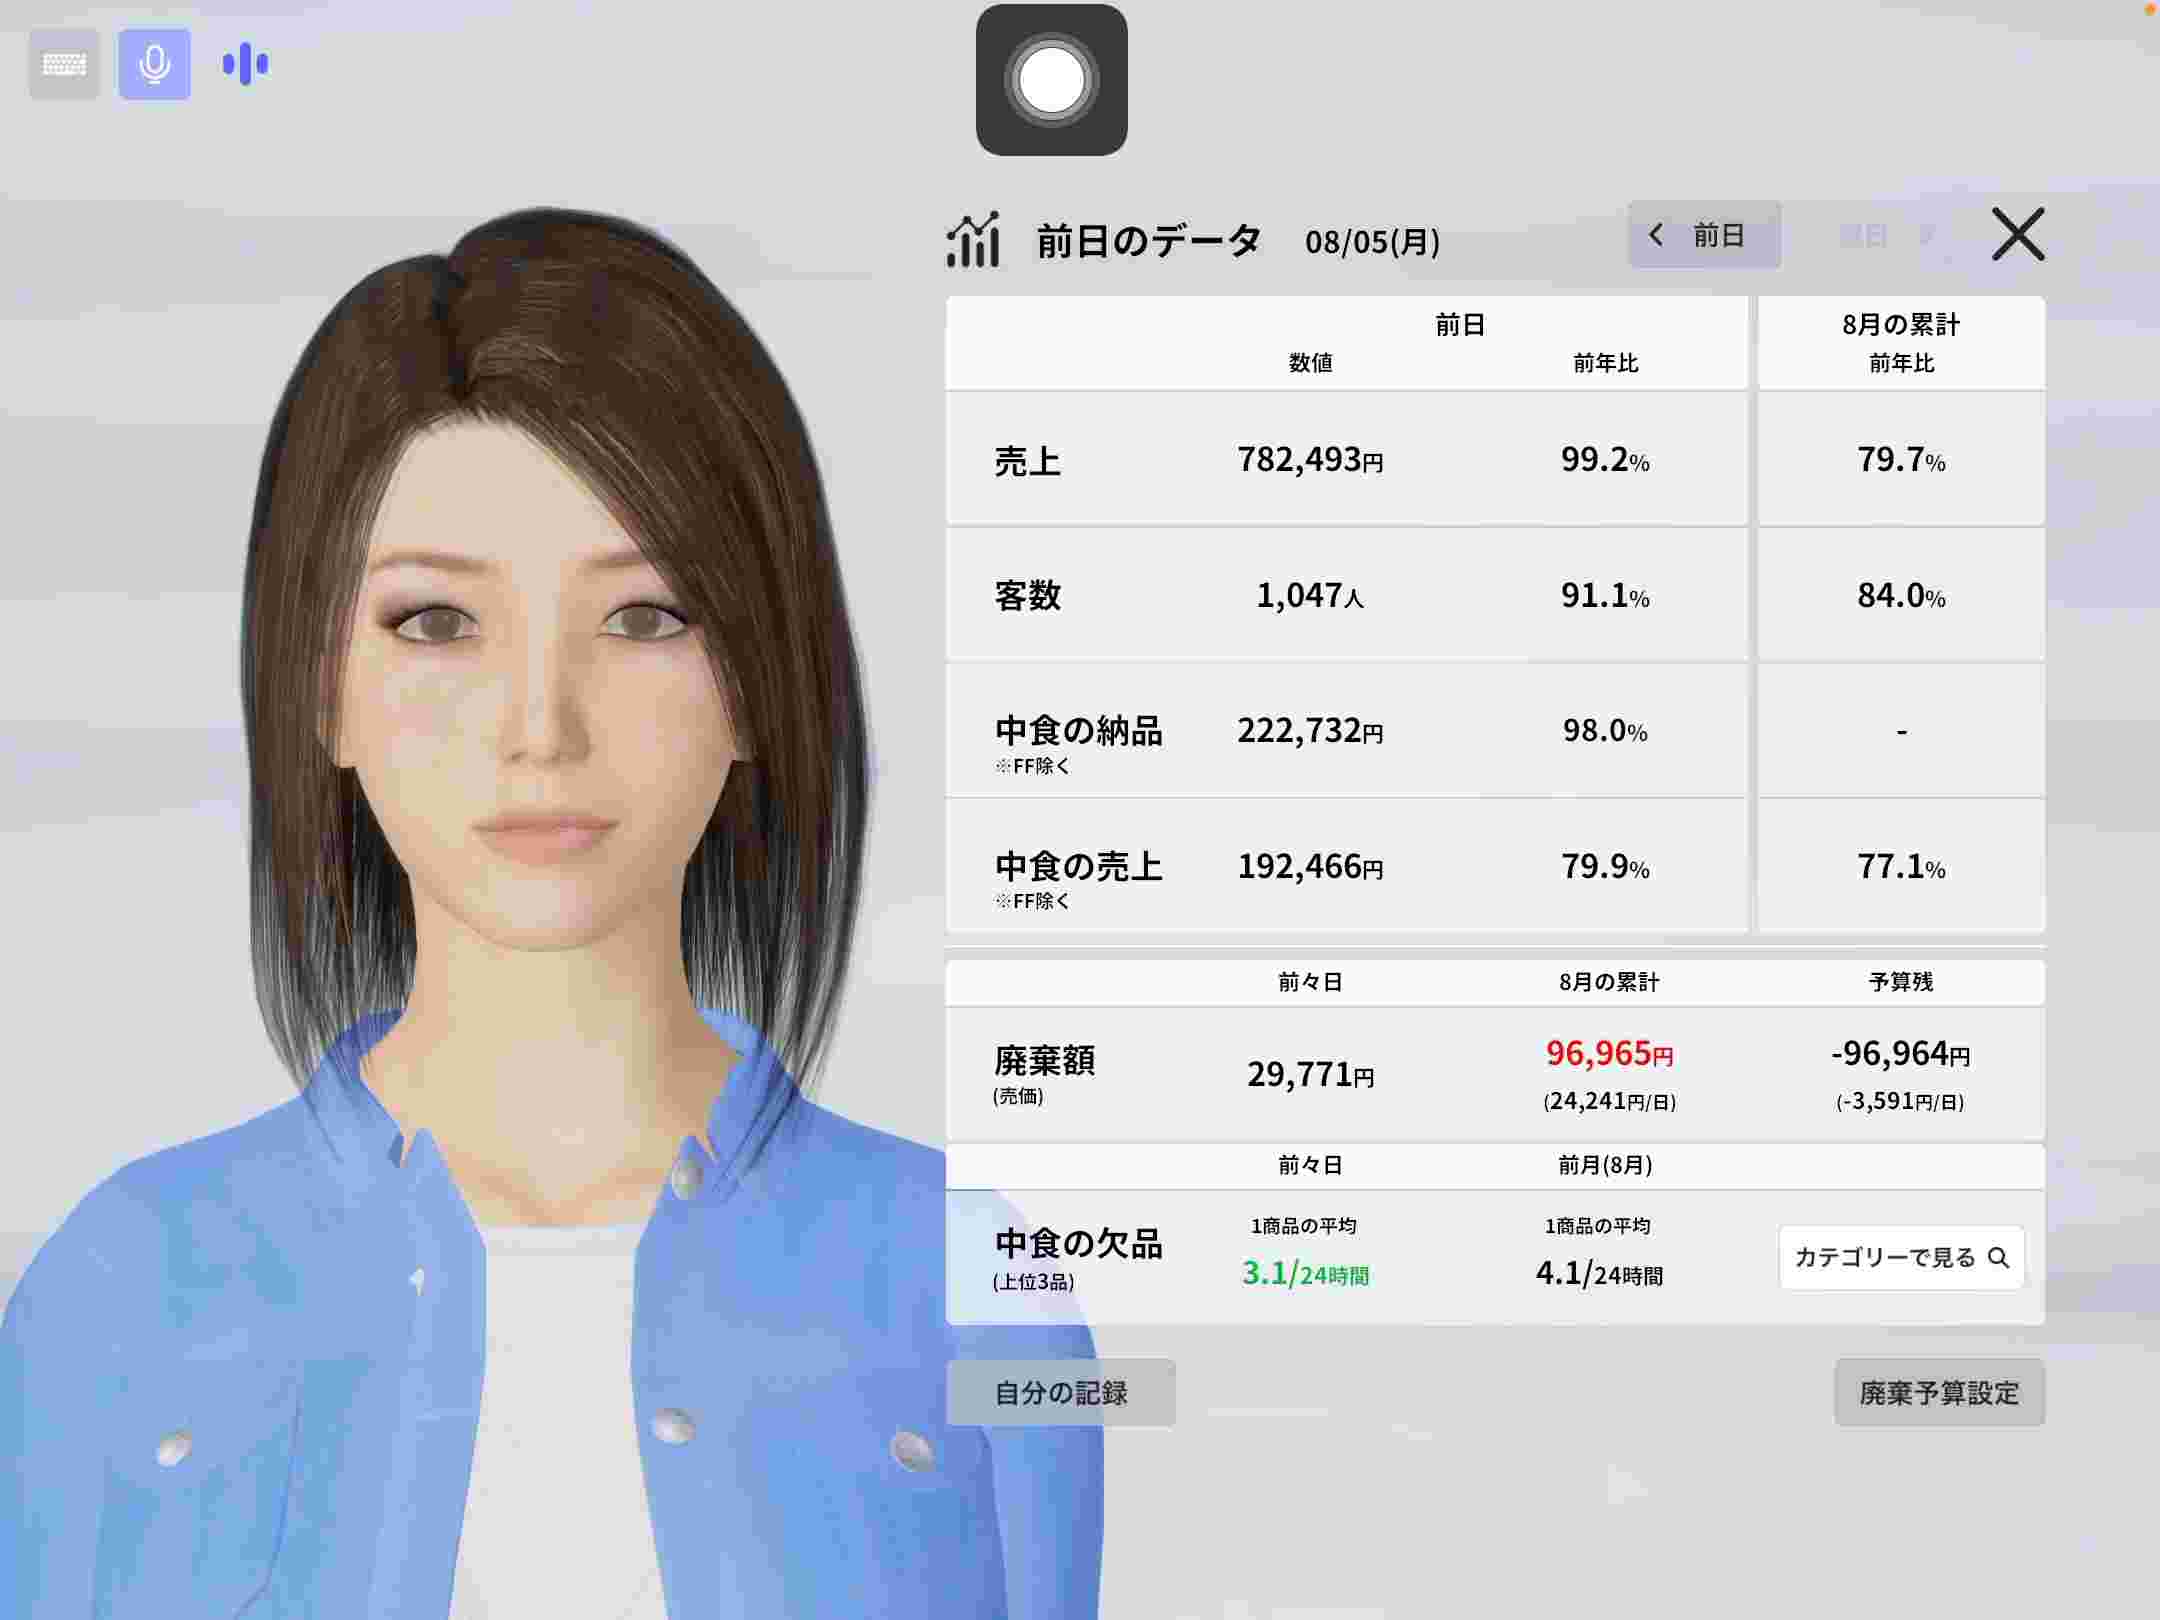 前日のデータ 08/05(月) 前日
前日 8月の累計
数値 前年比 前年比
売上 782,493円 99.2% 79.7%
客数 1,047人 91.1% 84.0%
中食の納品 222,732円 98.0% -
※FF除く
中食の売上 192,466円 79.9% 77.1%
※FF除く
前々日 8月の累計 予算残
廃棄額 29,771円 96,965円 -96,964円
(売価) (24,241円/日) (-3,591円/日)
前々日 前月(8月)
1商品の平均 1商品の平均
中食の欠品 3.1/24時間 4.1/24時間 カテゴリーで見る
(上位3品)
自分の記録 廃棄予算設定